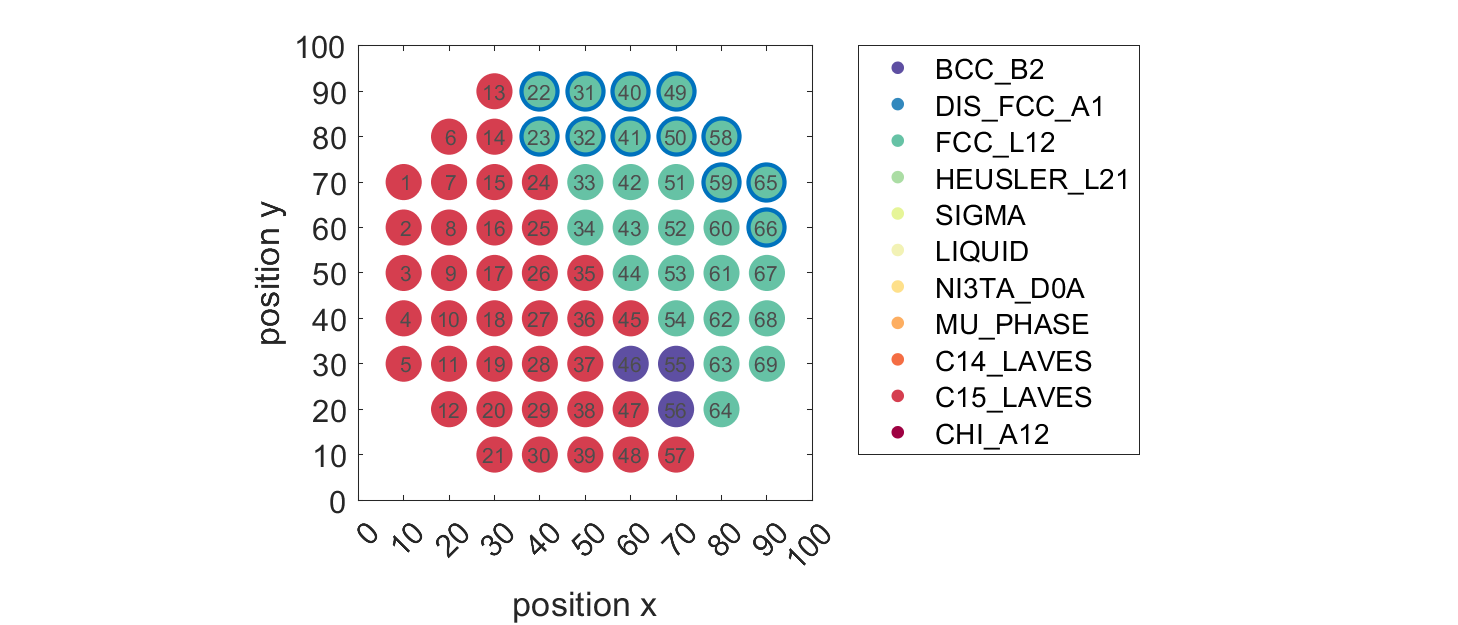 100
90
80
70
60
50
40
30
20
10
0
position y
13 22 31 40 49
6 14 23 32 41 50 58
1 7 15 24 33 42 51 59 65
2 8 16 25 34 43 52 60 66
3 9 17 26 35 44 53 61 67
4 10 18 27 36 45 54 62 68
5 11 19 28 37 46 55 63 69
12 20 29 38 47 56 64
21 30 39 48 57
0 10 20 30 40 50 60 70 80 90 100
position x
BCC_B2
DIS_FCC_A1
FCC_L12
HEUSLER_L21
SIGMA
LIQUID
NI3TA_D0A
MU_PHASE
C14_LAVES
C15_LAVES
CHI_A12